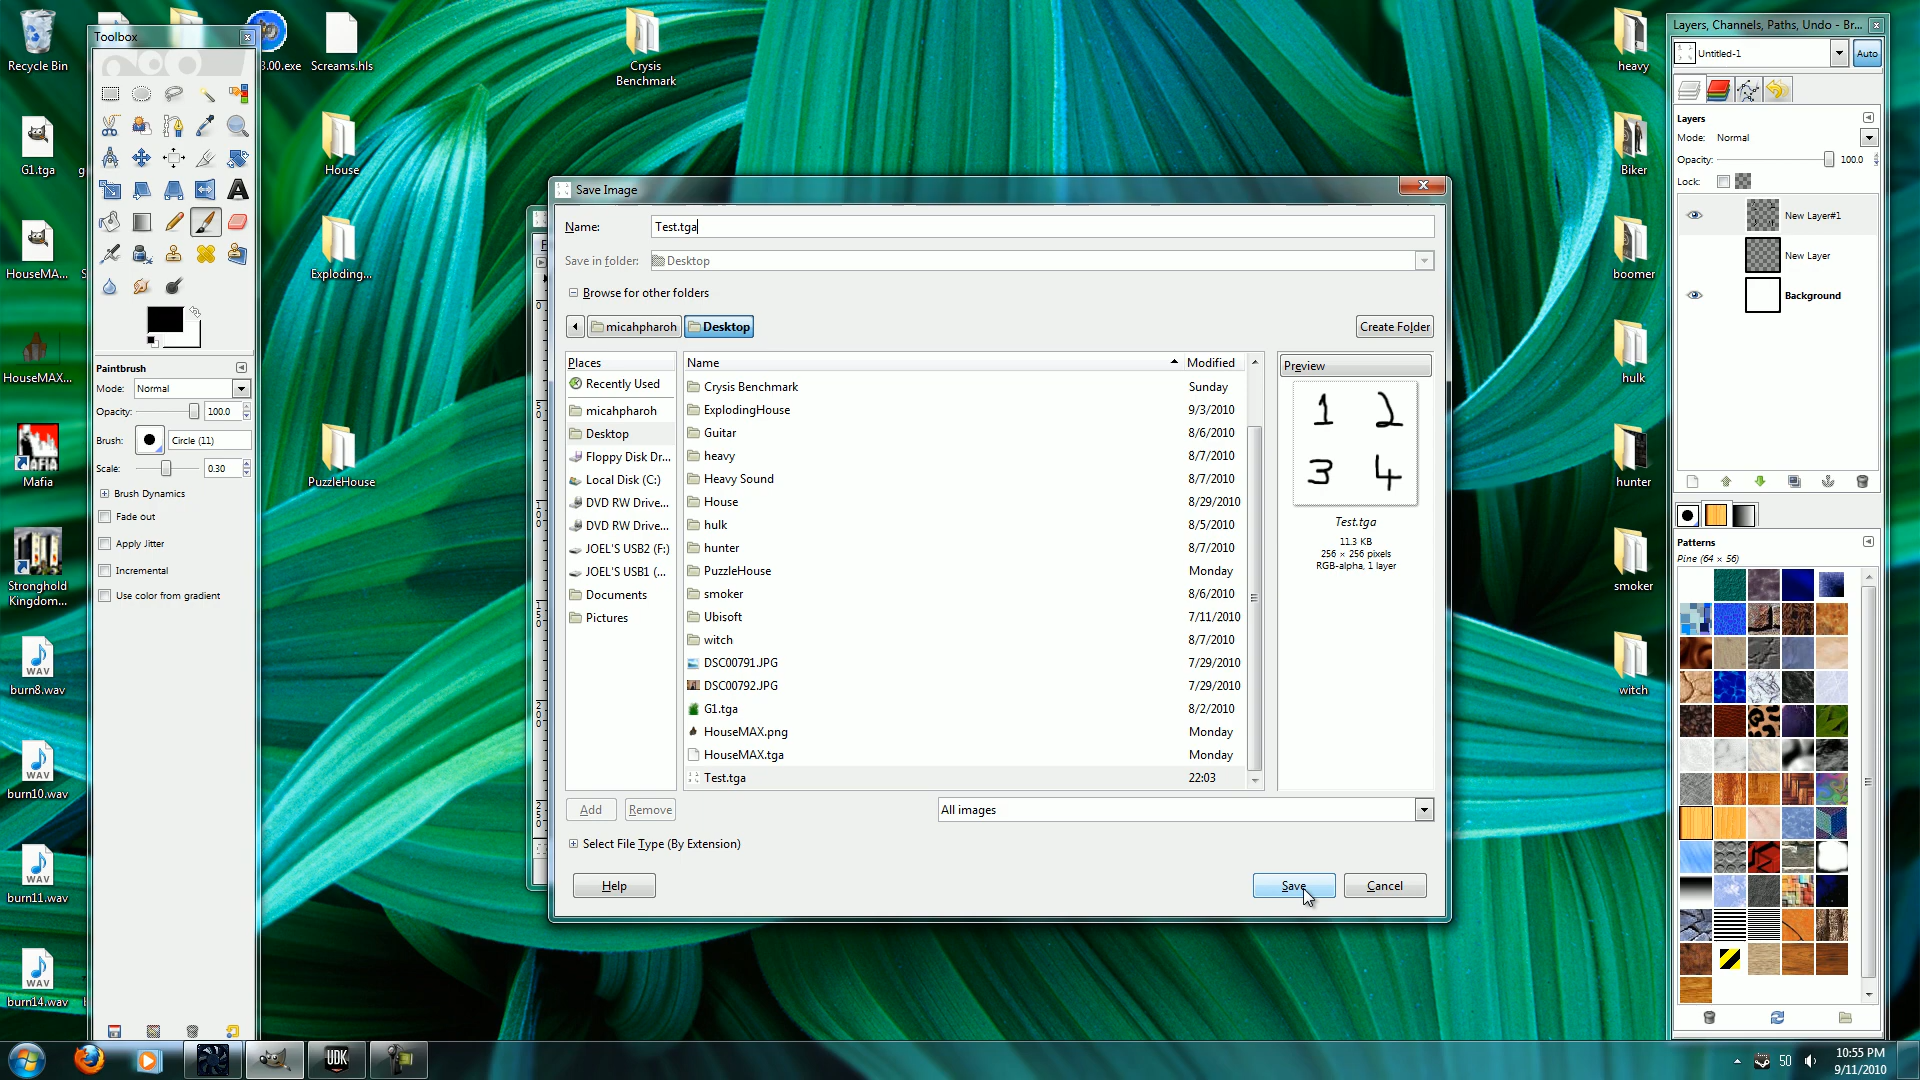 Recycle Bin
G1.tga
HouseMA...
HouseMAX...
Mafia
Stronghold
Kingdom...
burn8.wav
burn10.wav
burn11.wav
burn14.wav
3.00.exe
Screams.hls
House
Exploding...
PuzzleHouse
Crysis
Benchmark
Toolbox
Paintbrush
Mode: Normal
Opacity: 100.0
Brush: Circle (11)
Scale: 0.30
Brush Dynamics
Fade out
Apply Jitter
Incremental
Use color from gradient
Save Image
Name: Test.tga
Save in folder: Desktop
Browse for other folders
micahpharoh Desktop Create Folder
Places
Recently Used
micahpharoh
Desktop
Floppy Disk Dr...
Local Disk (C:)
DVD RW Drive...
DVD RW Drive...
JOEL'S USB2 (F:)
JOEL'S USB1 (...
Documents
Pictures
Name Modified
Crysis Benchmark Sunday
ExplodingHouse 9/3/2010
Guitar 8/6/2010
heavy 8/7/2010
Heavy Sound 8/7/2010
House 8/29/2010
hulk 8/5/2010
hunter 8/7/2010
PuzzleHouse Monday
smoker 8/6/2010
Ubisoft 7/11/2010
witch 8/7/2010
DSC00791.JPG 7/29/2010
DSC00792.JPG 7/29/2010
G1.tga 8/2/2010
HouseMAX.png Monday
HouseMAX.tga Monday
Test.tga 22:03
Preview
1 2
3 4
Test.tga
11.3 KB
256 × 256 pixels
RGB-alpha, 1 layer
Add Remove All images
Select File Type (By Extension)
Help Save Cancel
heavy
Biker
boomer
hulk
hunter
smoker
witch
Layers, Channels, Paths, Undo - Br...
Untitled-1 Auto
Layers
Mode: Normal
Opacity: 100.0
Lock:
New Layer#1
New Layer
Background
Patterns
Pine (64 × 56)
UDK
50
10:55 PM
9/11/2010